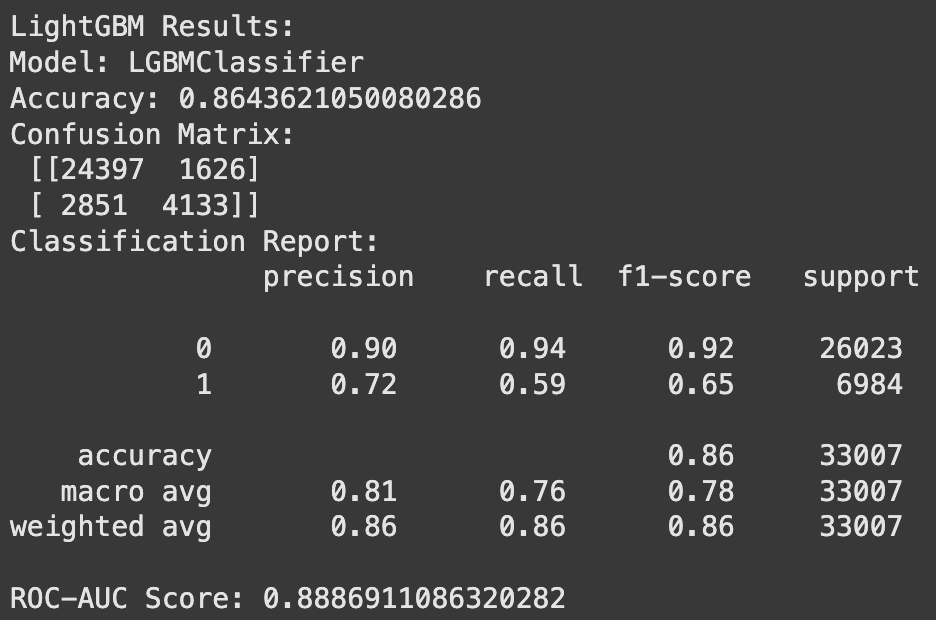 LightGBM Results:
Model: LGBMClassifier
Accuracy: 0.8643621050080286
Confusion Matrix:
[[24397 1626]
[ 2851 4133]]
Classification Report:
precision recall f1-score support
0 0.90 0.94 0.92 26023
1 0.72 0.59 0.65 6984
accuracy 0.86 33007
macro avg 0.81 0.76 0.78 33007
weighted avg 0.86 0.86 0.86 33007
ROC-AUC Score: 0.8886911086320282